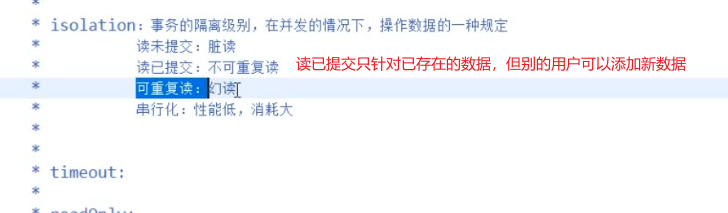 *
* isolation：事务的隔离级别，在并发的情况下，操作数据的一种规定
* 读未提交：脏读
* 读已提交：不可重复读 读已提交只针对已存在的数据，但别的用户可以添加新数据
* 可重复读：幻读
* 串行化：性能低，消耗大
*
*
* timeout:
*
* readOnly: